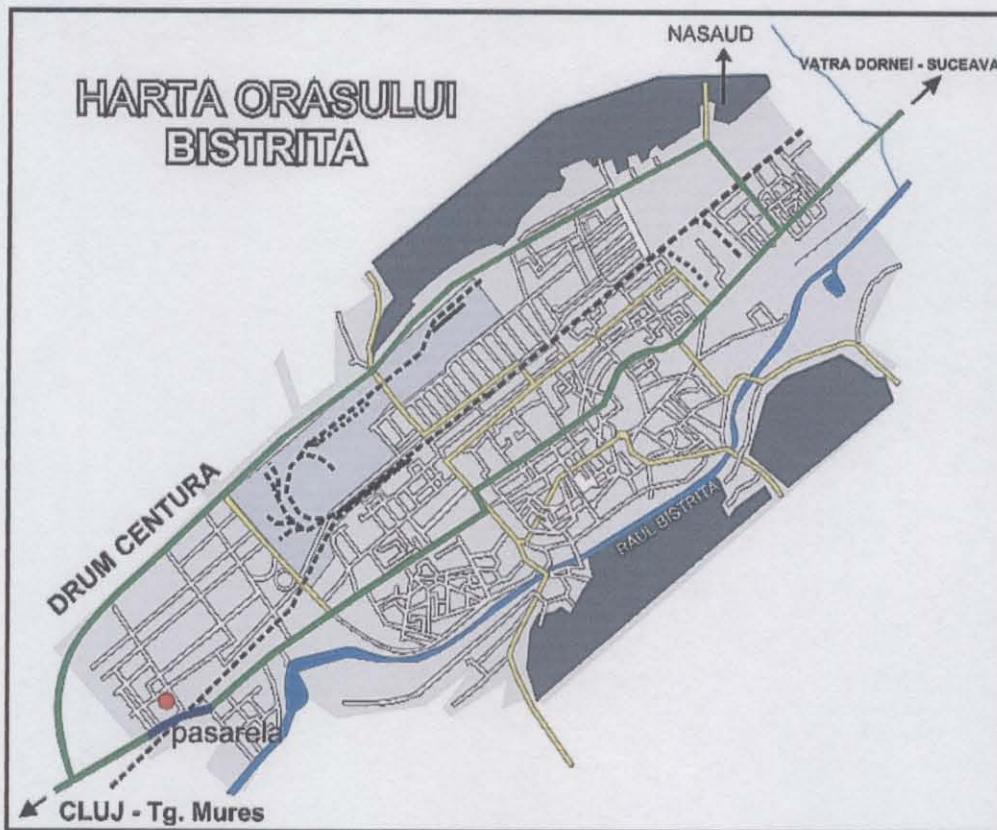 NASAUD
VATRA DORNEI - SUCEAVA
HARTA ORASULUI
BISTRITA
DRUM CENTURA
RAUL BISTRITA
pasarela
CLUJ - Tg. Mures